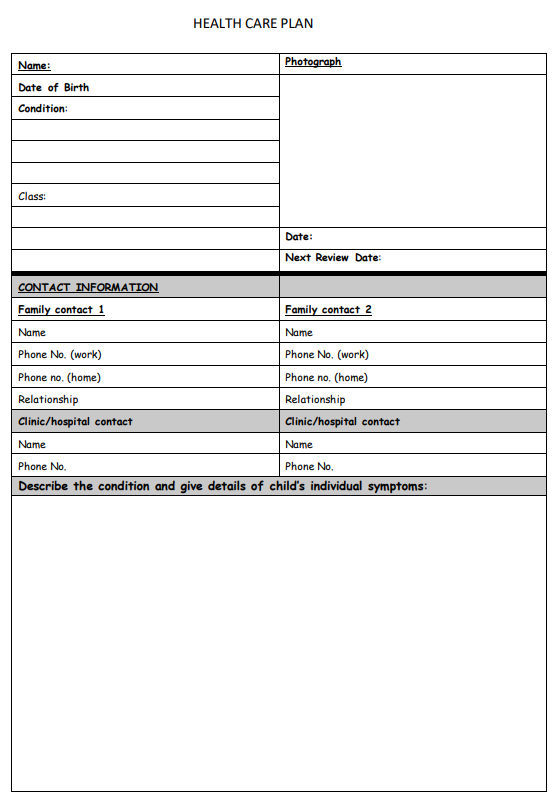 HEALTH CARE PLAN
Name:
Photograph
Date of Birth
Condition:
Class:
Date:
Next Review Date:
CONTACT INFORMATION
Family contact 1
Family contact 2
Name
Name
Phone No. (work)
Phone No. (work)
Phone no. (home)
Phone no. (home)
Relationship
Relationship
Clinic/hospital contact
Clinic/hospital contact
Name
Name
Phone No.
Phone No.
Describe the condition and give details of child's individual symptoms: